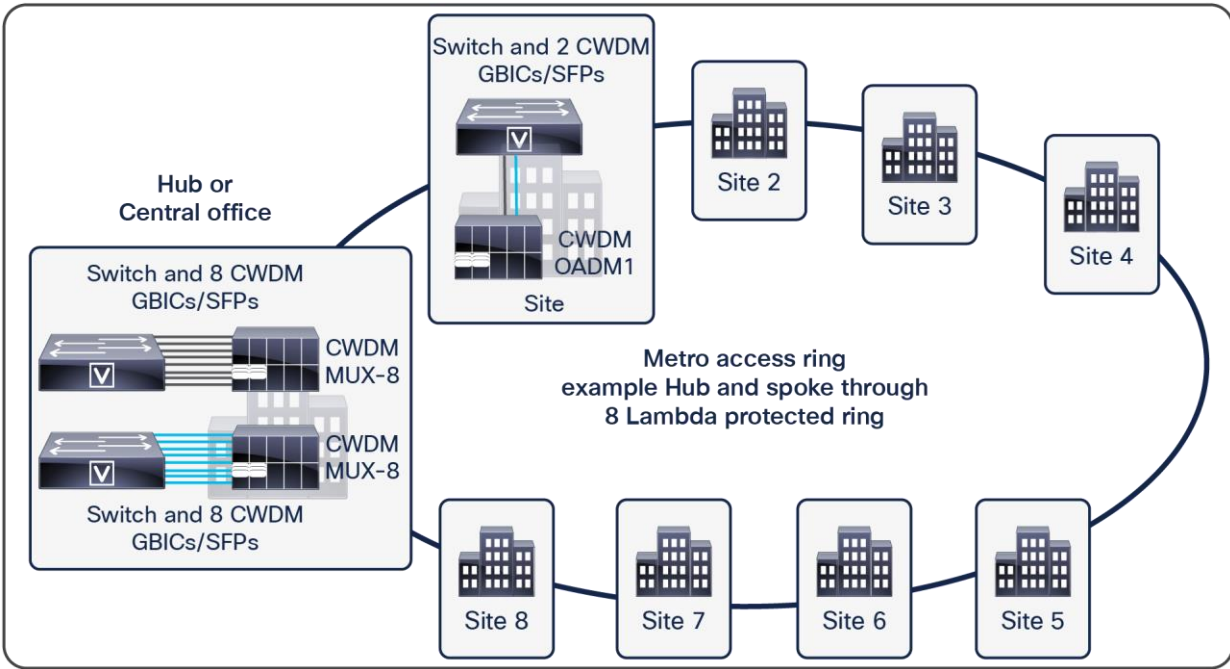 Switch and 2 CWDM
GBICs/SFPs
V
CWDM
OADM1
Site
Site 2
Site 3
Site 4
Hub or
Central office
Switch and 8 CWDM
GBICs/SFPs
V
CWDM
MUX-8
V
CWDM
MUX-8
Switch and 8 CWDM
GBICs/SFPs
Metro access ring
example Hub and spoke through
8 Lambda protected ring
Site 8
Site 7
Site 6
Site 5